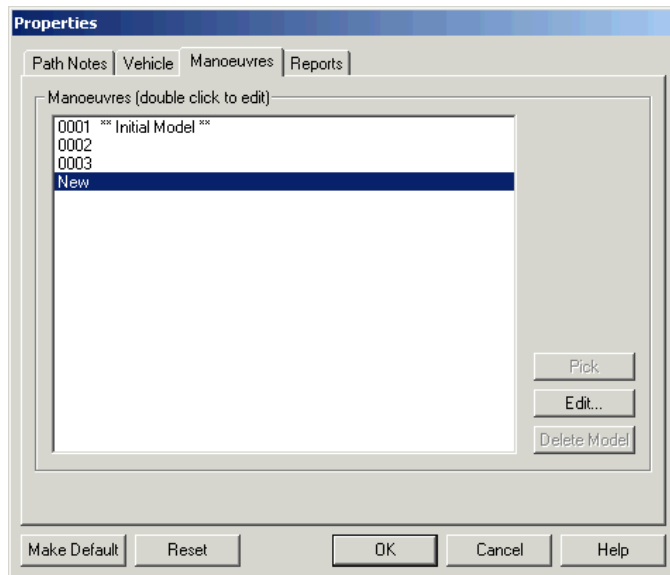 Properties
Path Notes Vehicle Manoeuvres Reports
Manoeuvres (double click to edit)
0001 ** Initial Model **
0002
0003
New
Pick
Edit...
Delete Model
Make Default Reset OK Cancel Help